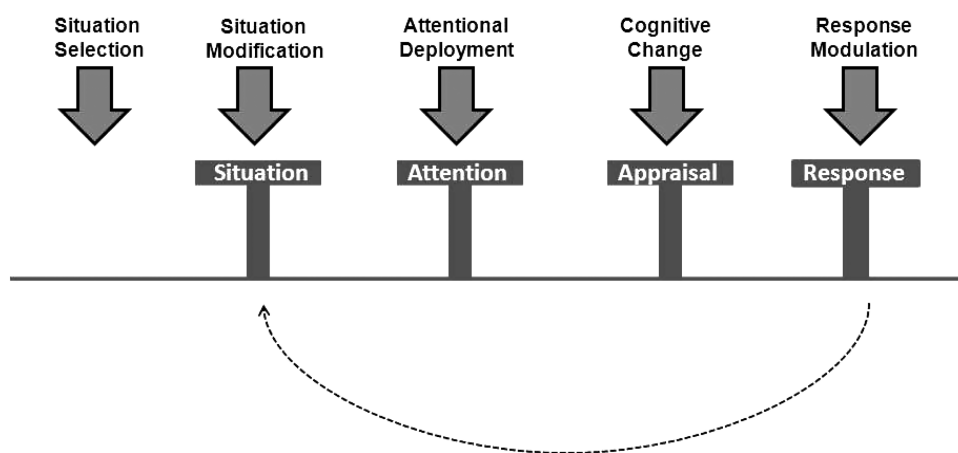 Situation
Selection
Situation
Modification
Attentional
Deployment
Cognitive
Change
Response
Modulation
Situation
Attention
Appraisal
Response